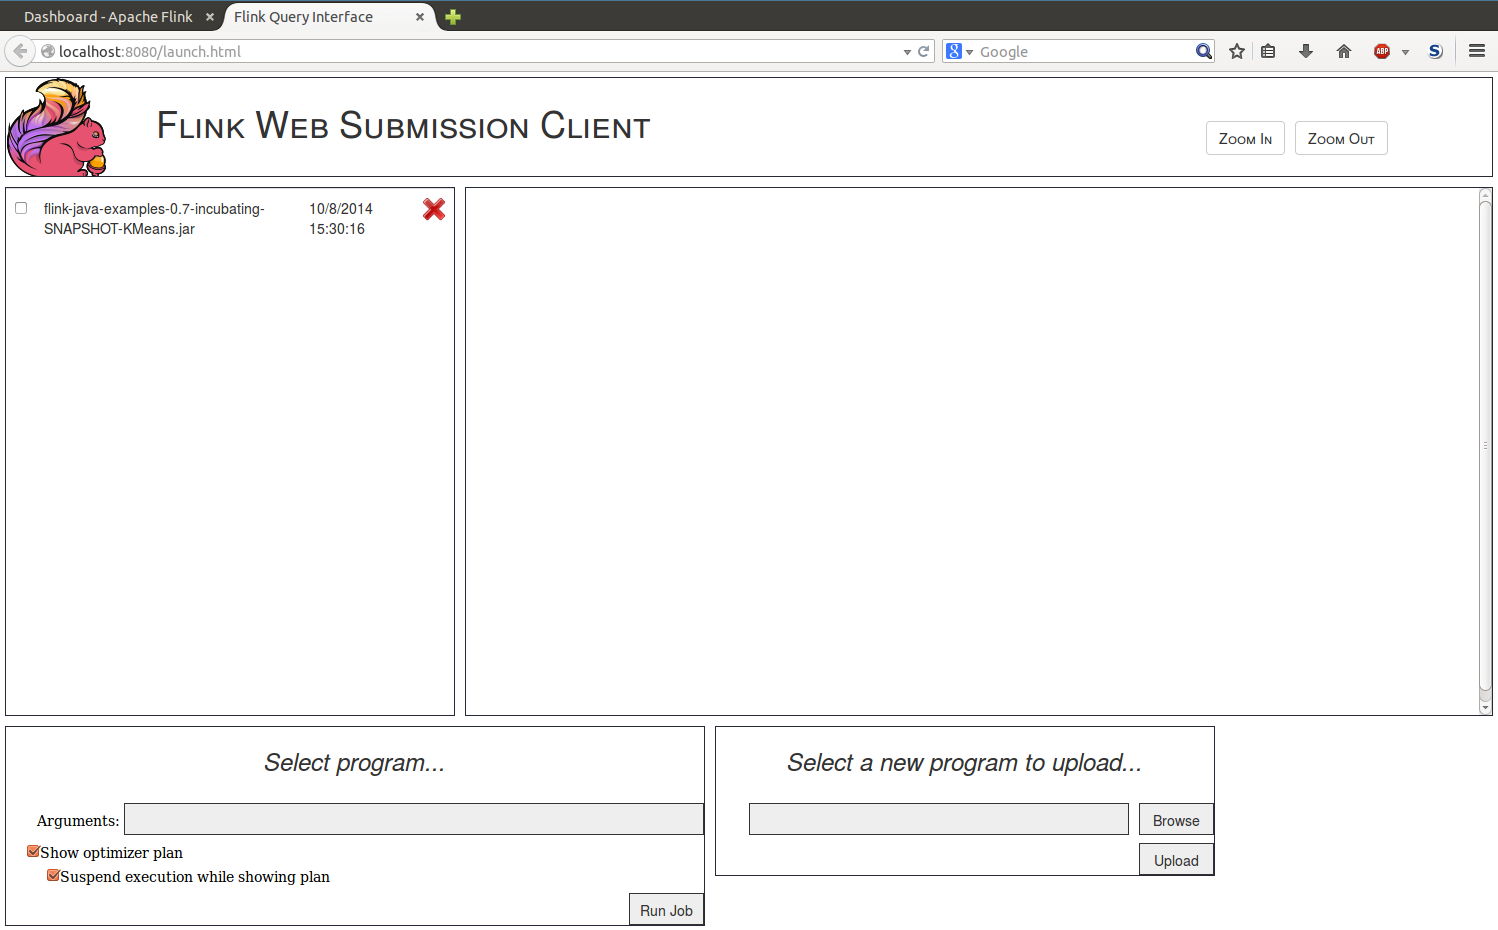 Dashboard - Apache Flink
Flink Query Interface
localhost:8080/launch.html
Google
ABP
S
Flink Web Submission Client
Zoom In
Zoom Out
flink-java-examples-0.7-incubating-
SNAPSHOT-KMeans.jar
10/8/2014
15:30:16
Select program...
Arguments:
Show optimizer plan
Suspend execution while showing plan
Run Job
Select a new program to upload...
Browse
Upload